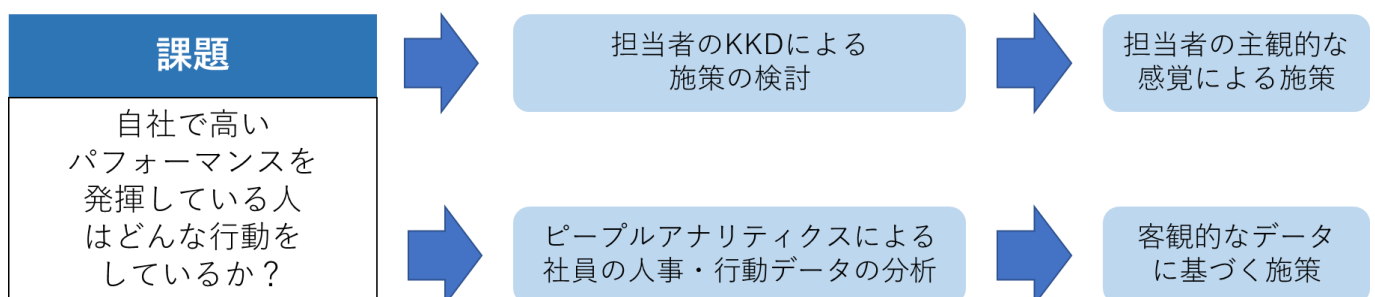 課題
自社で高い
パフォーマンスを
発揮している人
はどんな行動を
しているか？
担当者のKKDによる
施策の検討
担当者の主観的な
感覚による施策
ピープルアナリティクスによる
社員の人事・行動データの分析
客観的なデータ
に基づく施策